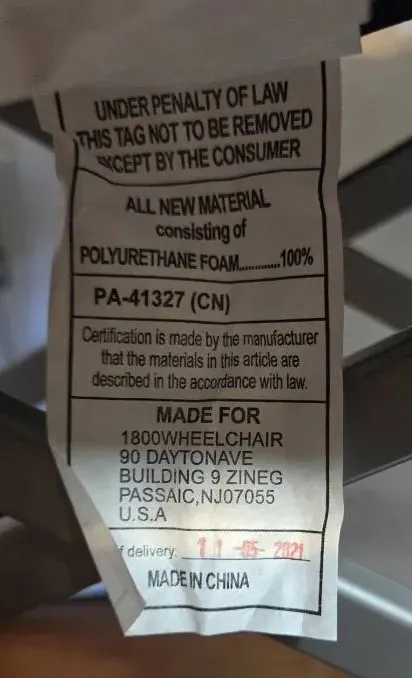 UNDER PENALTY OF LAW
THIS TAG NOT TO BE REMOVED
XCEPT BY THE CONSUMER
ALL NEW MATERIAL
consisting of
POLYURETHANE FOAM............100%
PA-41327 (CN)
Certification is made by the manufacturer
that the materials in this article are
described in the accordance with law.
MADE FOR
1800WHEELCHAIR
90 DAYTONAVE
BUILDING 9 ZINEG
PASSAIC,NJ07055
U.S.A
f delivery: 11 -05- 2021
MADE IN CHINA